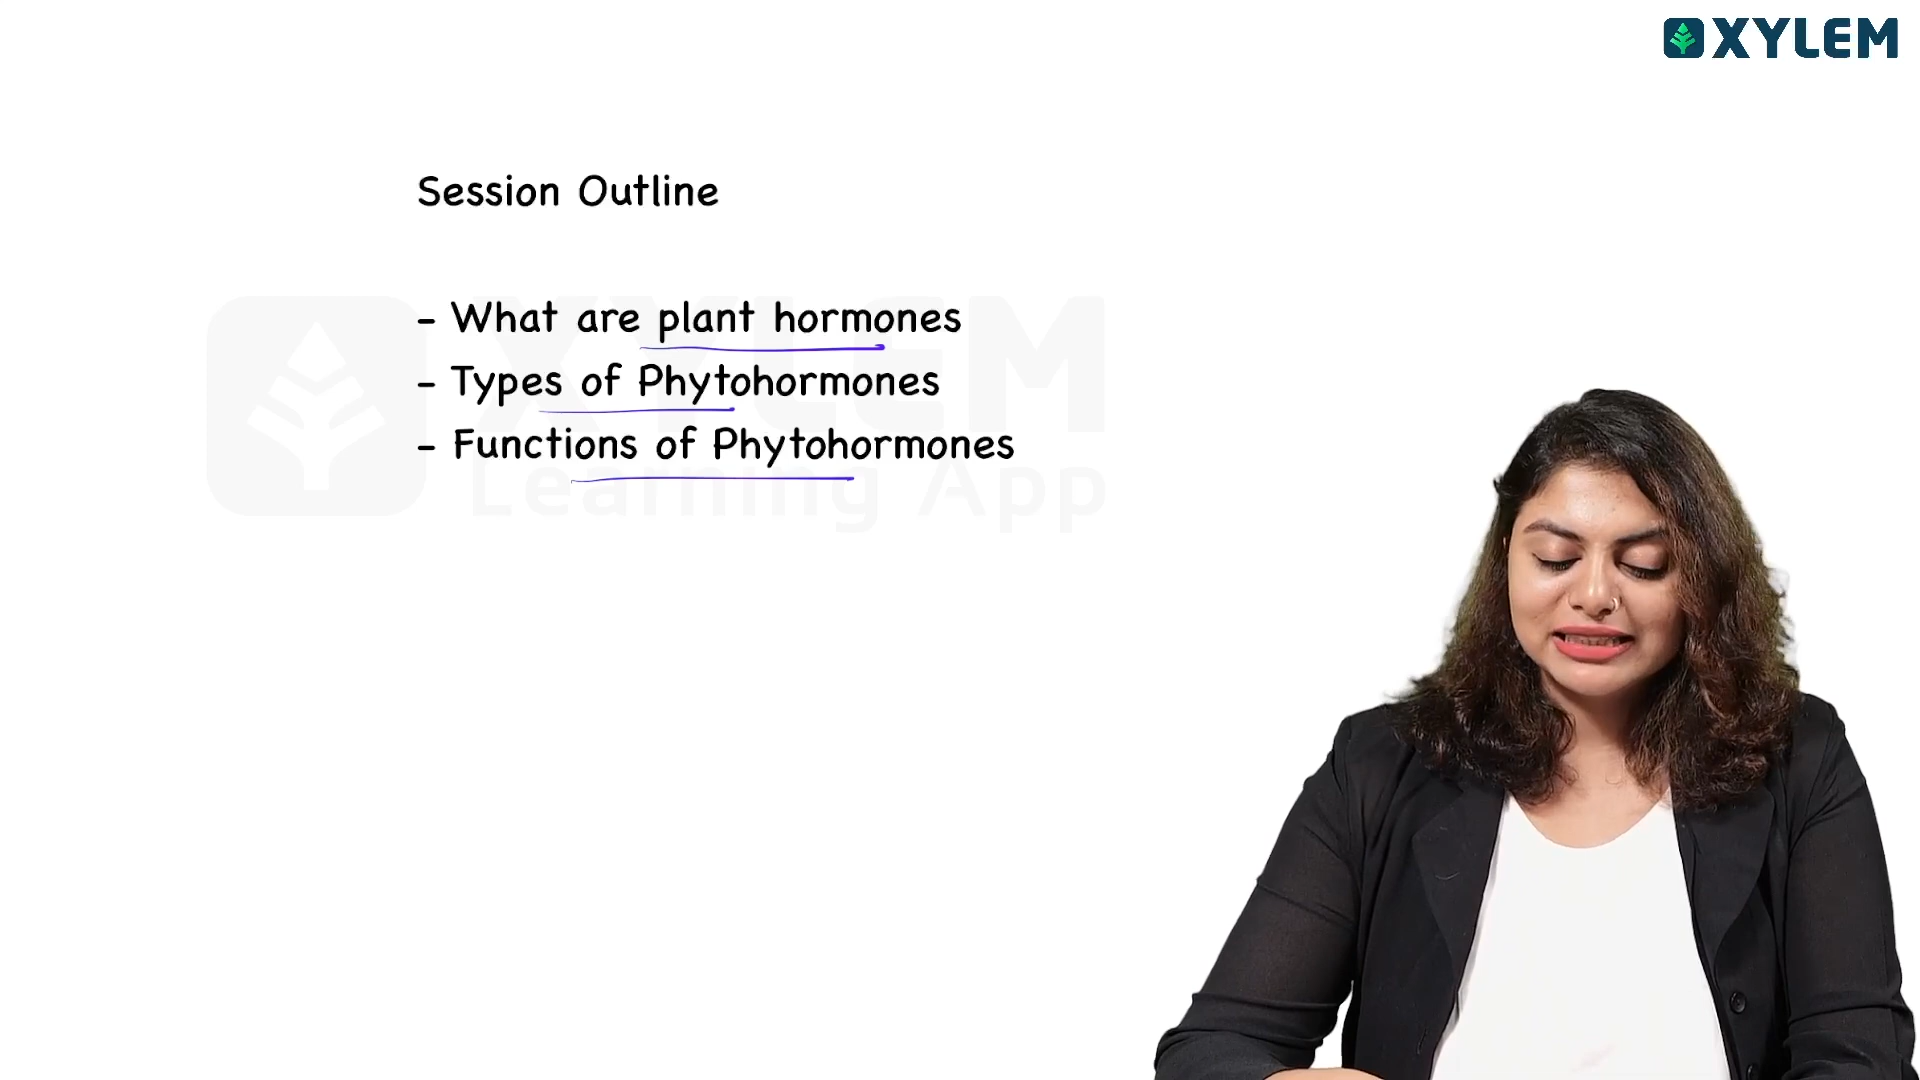 XYLEM
Session Outline
- What are plant hormones
- Types of Phytohormones
- Functions of Phytohormones
XYLEM
Learning App